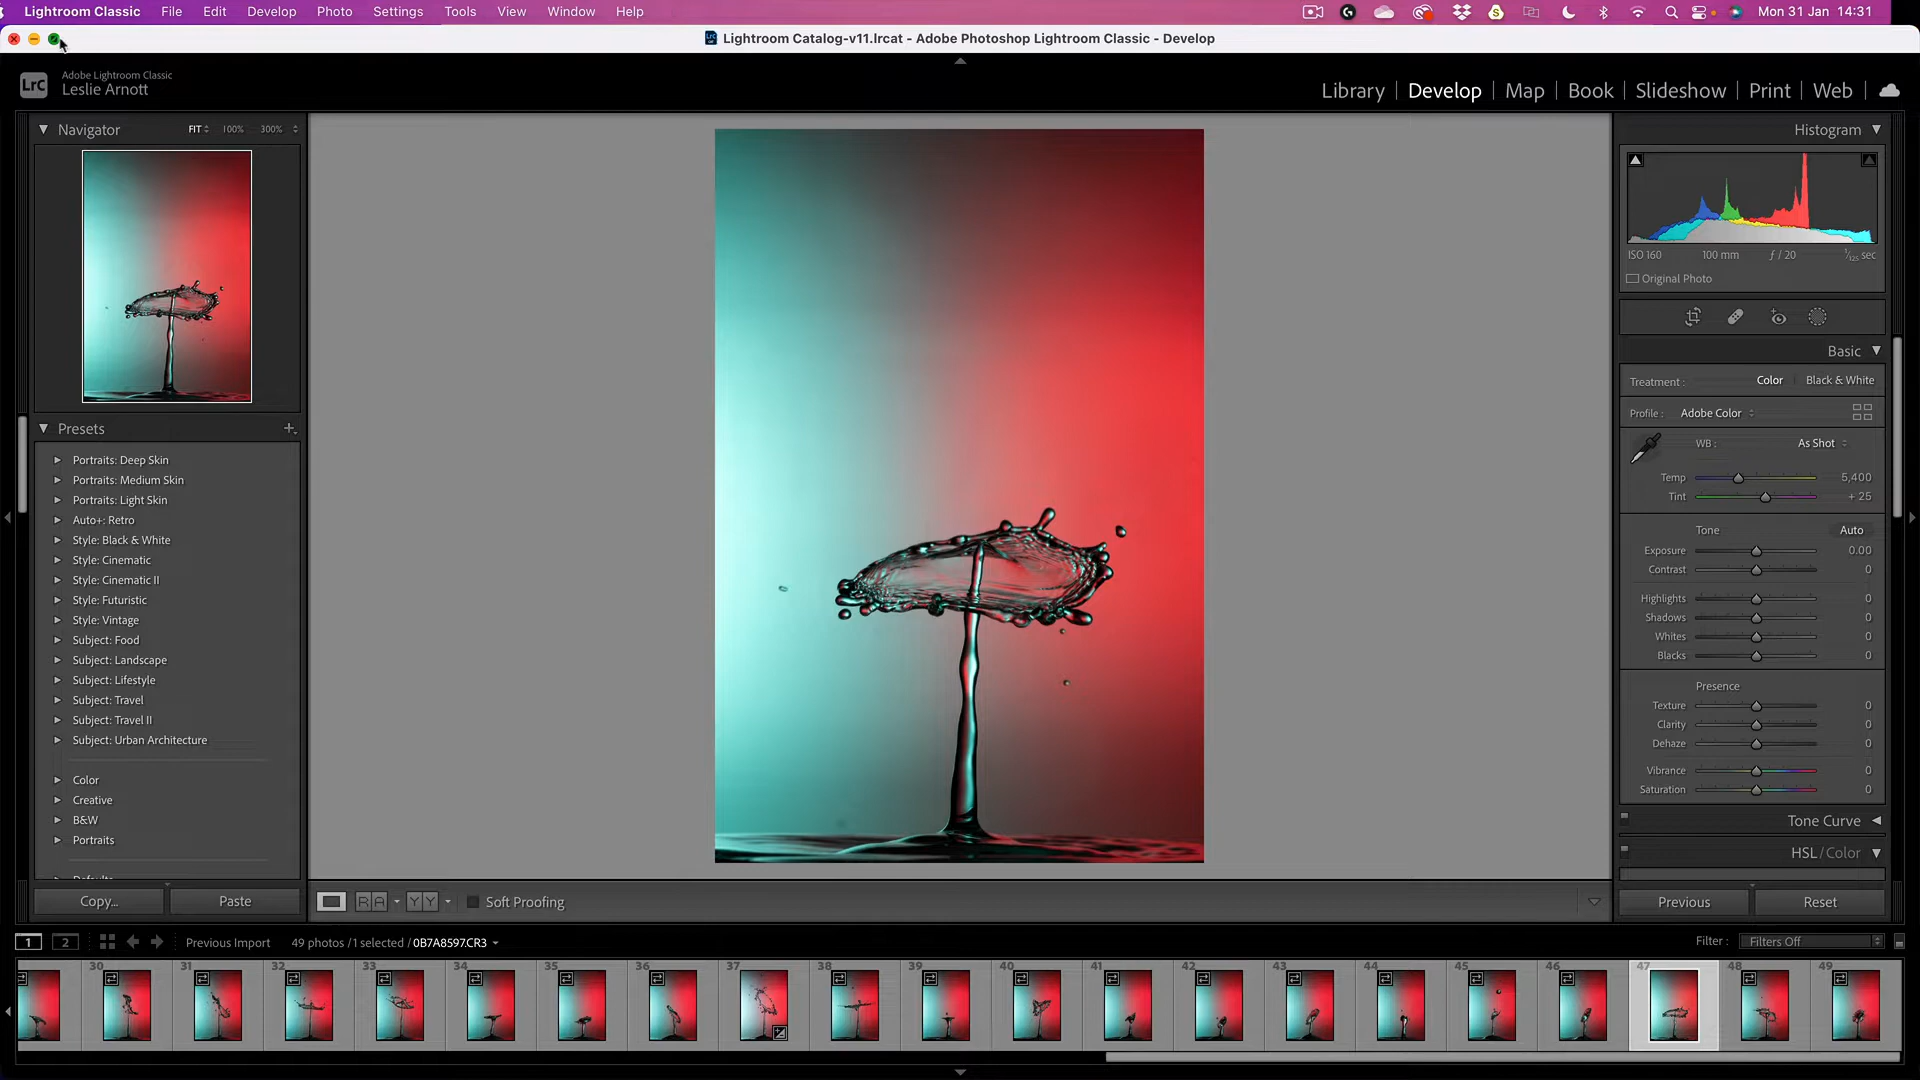 Lightroom Classic File Edit Develop Photo Settings Tools View Window Help Mon 31 Jan 14:31
Lightroom Catalog-v11.lrcat - Adobe Photoshop Lightroom Classic - Develop
LrC
Adobe Lightroom Classic
Leslie Arnott
Library | Develop | Map | Book | Slideshow | Print | Web
Navigator FIT 100% 300%
Presets +
Portraits: Deep Skin
Portraits: Medium Skin
Portraits: Light Skin
Auto+: Retro
Style: Black & White
Style: Cinematic
Style: Cinematic II
Style: Futuristic
Style: Vintage
Subject: Food
Subject: Landscape
Subject: Lifestyle
Subject: Travel
Subject: Travel II
Subject: Urban Architecture
Color
Creative
B&W
Portraits
Copy... Paste
RA YY Soft Proofing
Histogram
ISO 160 100 mm ƒ / 20 1/125 sec
Original Photo
Basic
Treatment : Color Black & White
Profile : Adobe Color
WB : As Shot
Temp 5,400
Tint + 25
Tone Auto
Exposure 0.00
Contrast 0
Highlights 0
Shadows 0
Whites 0
Blacks 0
Presence
Texture 0
Clarity 0
Dehaze 0
Vibrance 0
Saturation 0
Tone Curve
HSL / Color
Previous Reset
1 2 Previous Import 49 photos / 1 selected / 0B7A8597.CR3 Filter : Filters Off
30 31 32 33 34 35 36 37 38 39 40 41 42 43 44 45 46 47 48 49